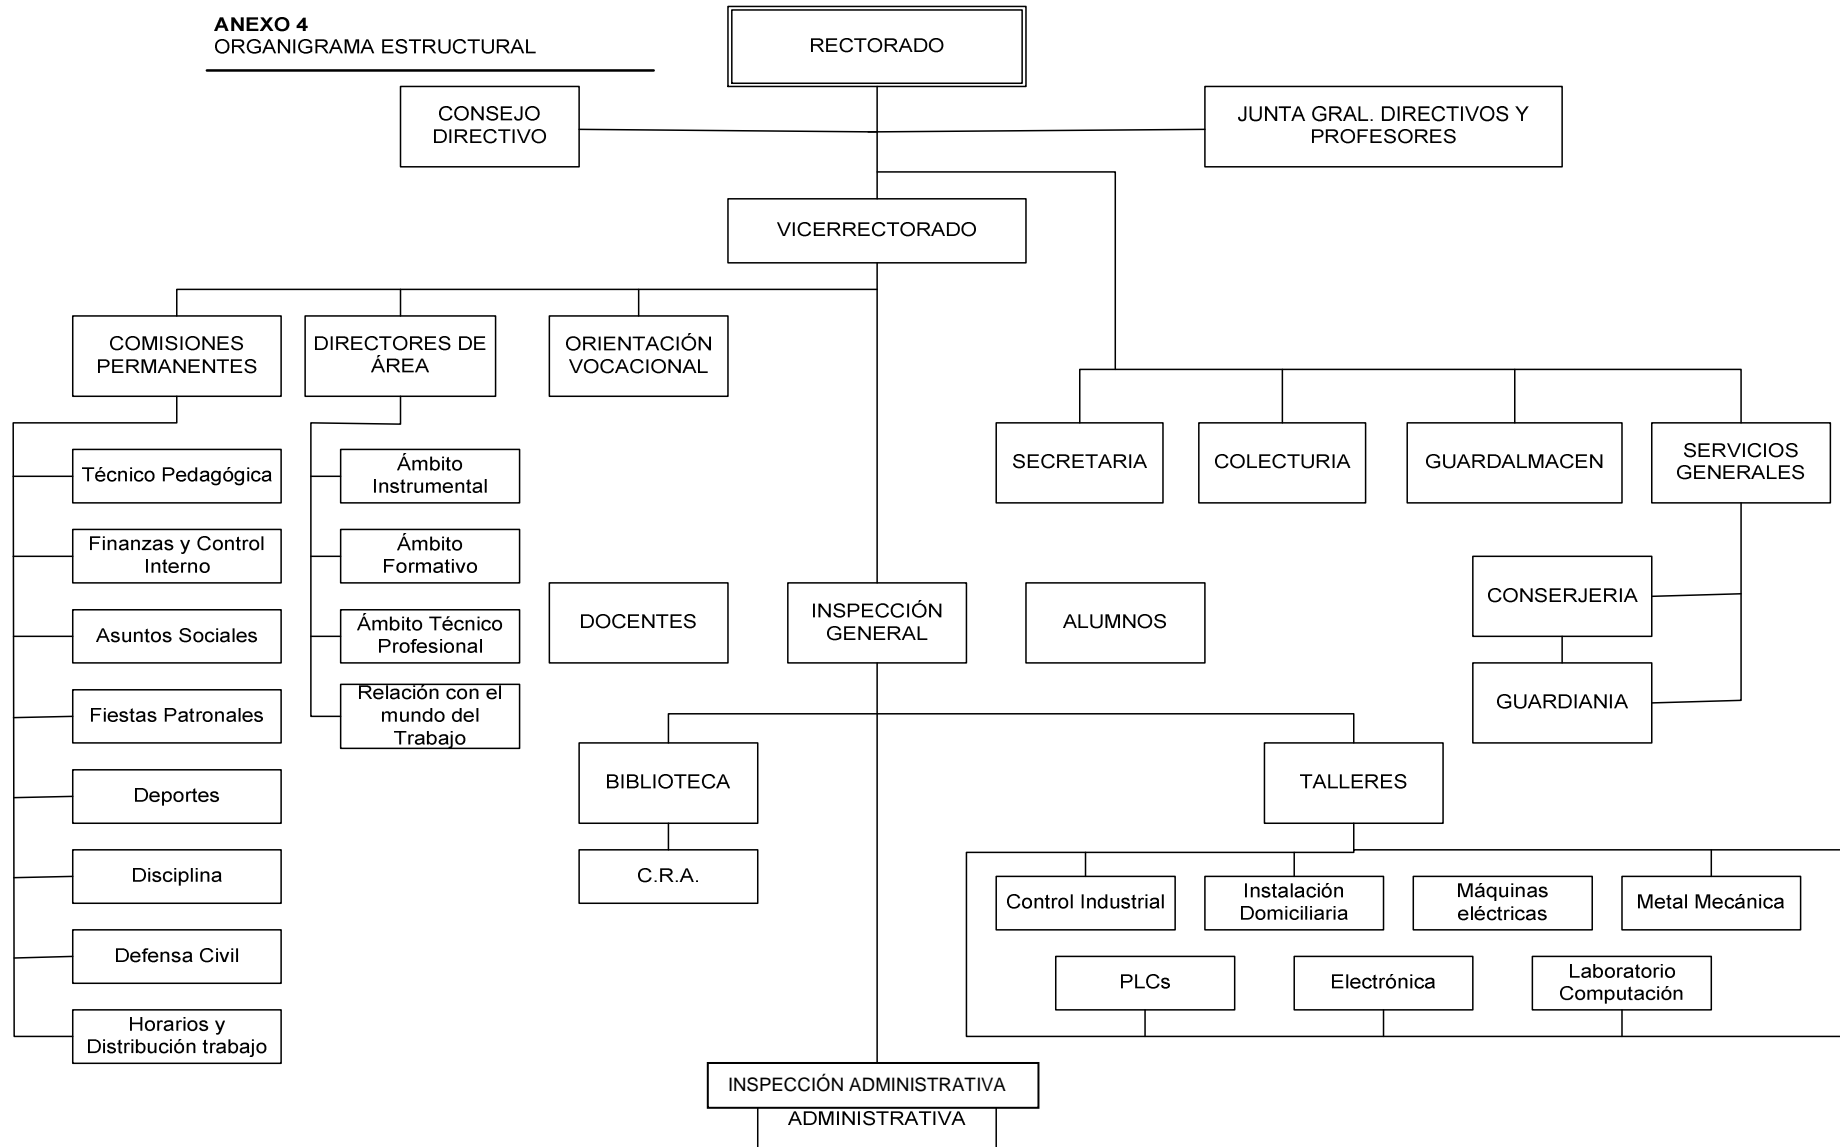 ANEXO 4
ORGANIGRAMA ESTRUCTURAL
RECTORADO
CONSEJO
DIRECTIVO
JUNTA GRAL. DIRECTIVOS Y
PROFESORES
VICERRECTORADO
COMISIONES
PERMANENTES
DIRECTORES DE
ÁREA
ORIENTACIÓN
VOCACIONAL
SECRETARIA
COLECTURIA
GUARDALMACEN
SERVICIOS
GENERALES
Técnico Pedagógica
Finanzas y Control
Interno
Asuntos Sociales
Fiestas Patronales
Deportes
Disciplina
Defensa Civil
Horarios y
Distribución trabajo
Ámbito
Instrumental
Ámbito
Formativo
Ámbito Técnico
Profesional
Relación con el
mundo del
Trabajo
DOCENTES
INSPECCIÓN
GENERAL
ALUMNOS
CONSERJERIA
GUARDIANIA
BIBLIOTECA
C.R.A.
TALLERES
Control Industrial
Instalación
Domiciliaria
Máquinas
eléctricas
Metal Mecánica
PLCs
Electrónica
Laboratorio
Computación
INSPECCIÓN ADMINISTRATIVA
ADMINISTRATIVA